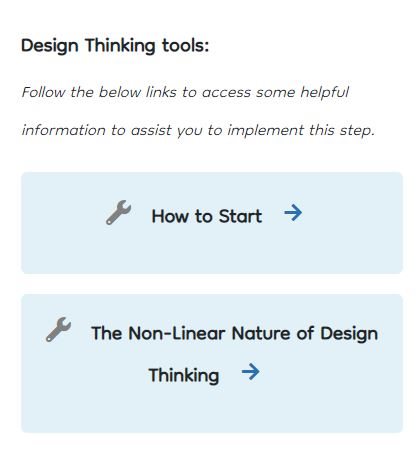 Design Thinking tools:
Follow the below links to access some helpful
information to assist you to implement this step.
How to Start
The Non-Linear Nature of Design
Thinking